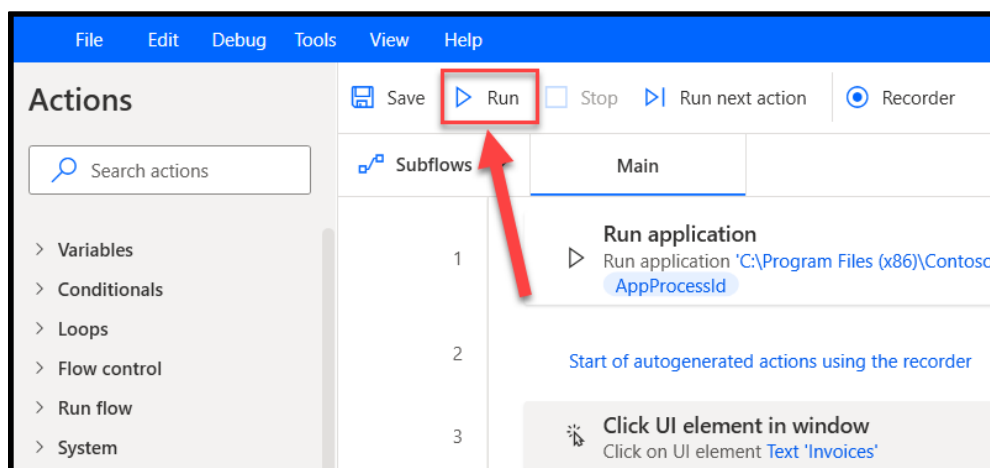 File Edit Debug Tools View Help
Actions
Save Run Stop Run next action Recorder
Search actions
Subflows Main
Variables
Conditionals
Loops
Flow control
Run flow
System
1
Run application
Run application 'C:\Program Files (x86)\Contoso
AppProcessId
2
Start of autogenerated actions using the recorder
3
Click UI element in window
Click on UI element Text 'Invoices'